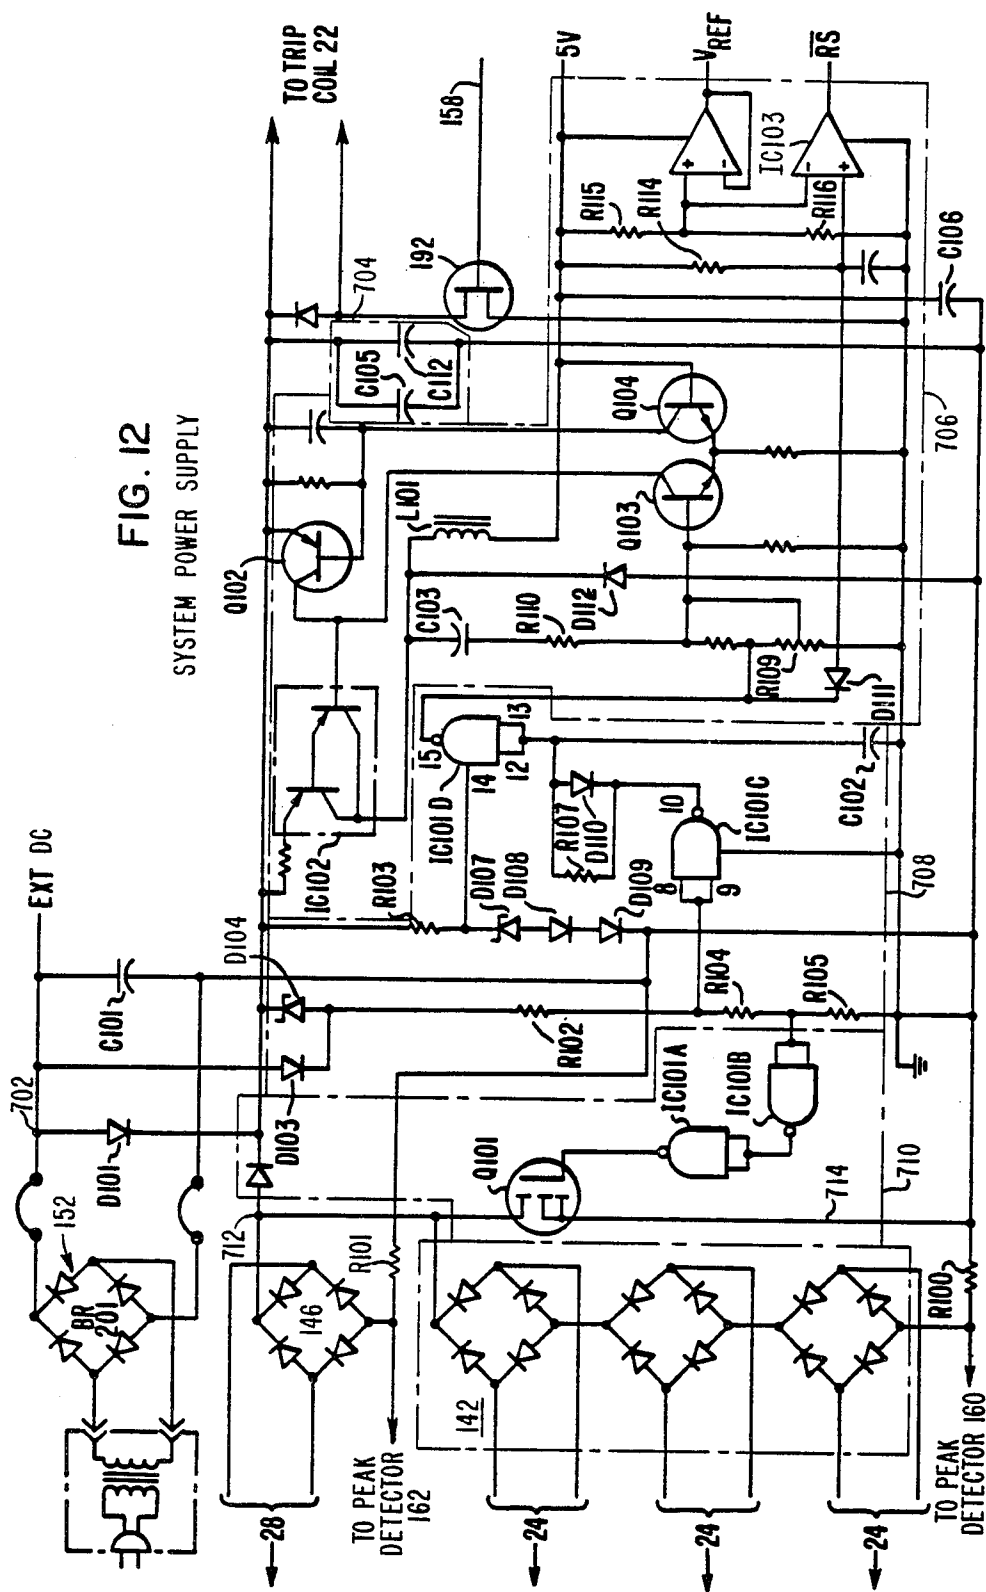 FIG. 12
SYSTEM POWER SUPPLY
EXT DC
TO TRIP
COIL 22
702
152
BR
201
D101
C101
D104
D103
712
146
28
R101
TO PEAK
DETECTOR
162
142
24
24
24
TO PEAK
DETECTOR 160
R100
714
710
708
706
704
Q101
IC101A
IC101B
R102
R104
R105
R103
IC102
Q102
IC101D
15
14
13
12
D107
D108
D109
R107
D110
10
8
9
IC101C
C102
D111
R109
C103
R110
D112
L101
Q103
Q104
C105
C112
192
158
5V
VREF
RS
IC103
+
-
-
+
R115
R114
R116
C106